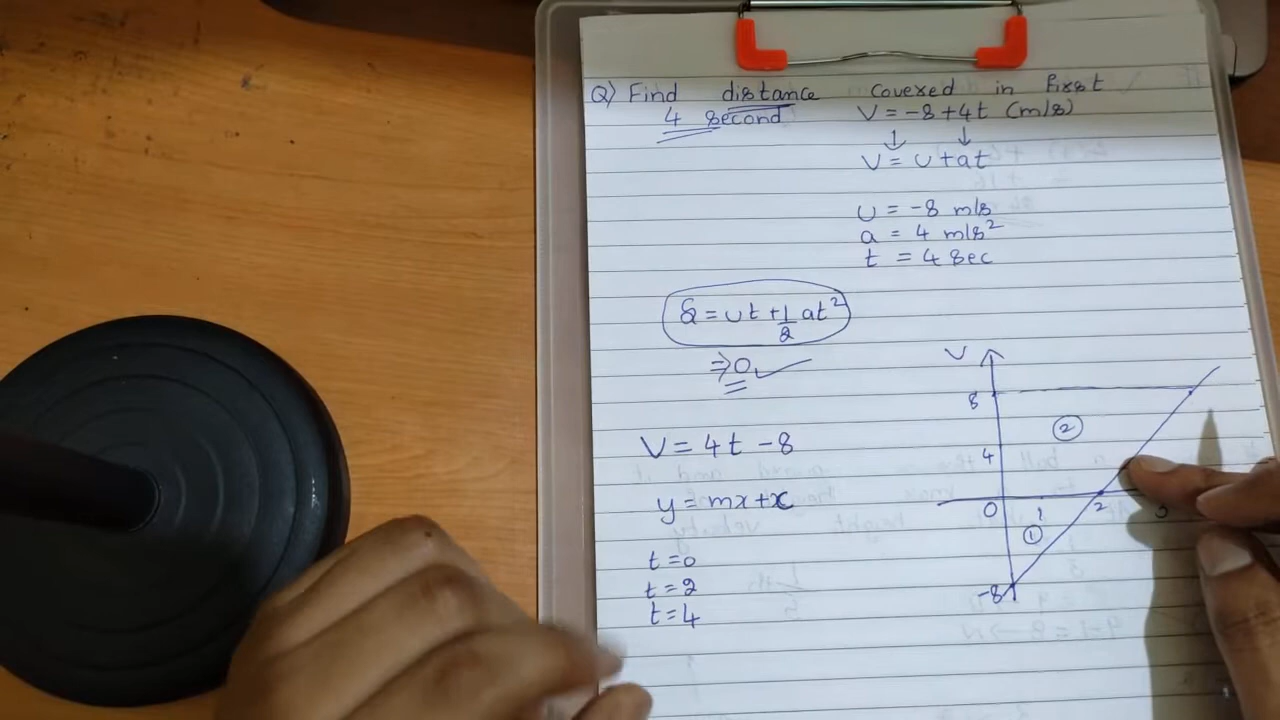 Q) Find distance covered in first
4 second V = -8 + 4t (m/s)
↓ ↓
V = u + at
u = -8 m/s
a = 4 m/s²
t = 4 sec
S = ut + 1/2 at²
⇒ 0 ✓
V = 4t - 8
y = mx + c
t = 0
t = 2
t = 4
V
8
②
4
0 1 2 3
①
-8